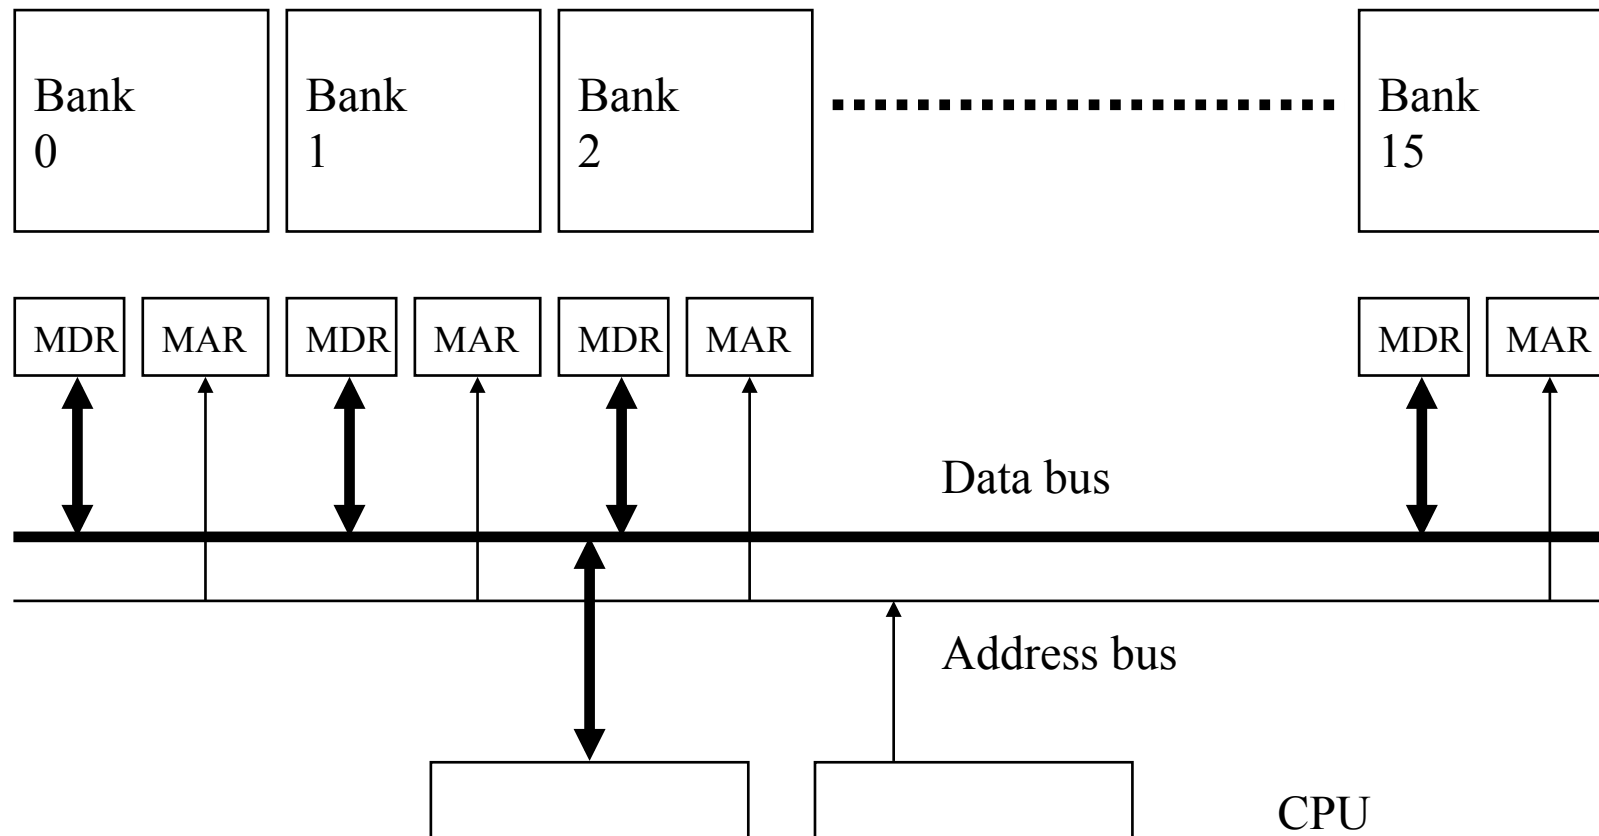 Bank
0
Bank
1
Bank
2
Bank
15
MDR
MAR
MDR
MAR
MDR
MAR
MDR
MAR
Data bus
Address bus
CPU